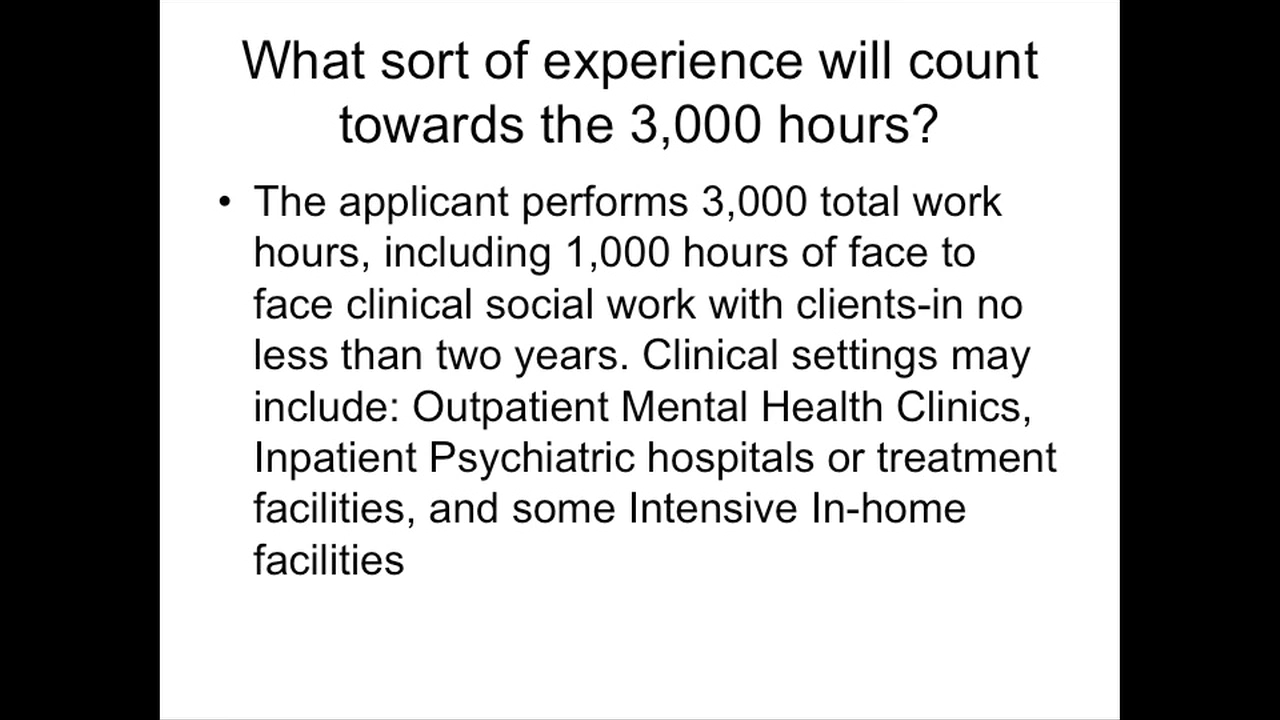 What sort of experience will count
towards the 3,000 hours?
• The applicant performs 3,000 total work
hours, including 1,000 hours of face to
face clinical social work with clients-in no
less than two years. Clinical settings may
include: Outpatient Mental Health Clinics,
Inpatient Psychiatric hospitals or treatment
facilities, and some Intensive In-home
facilities